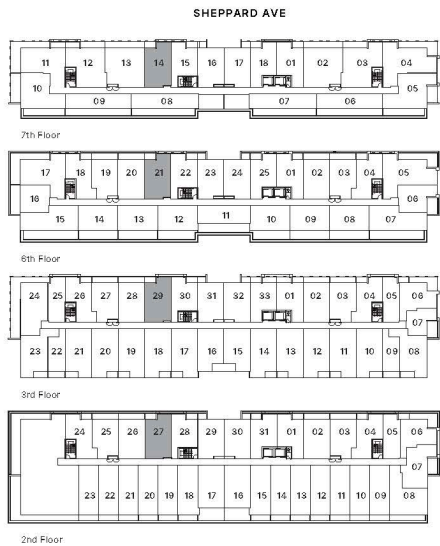 SHEPPARD AVE
11 12 13 14 15 16 17 18 01 02 03 04
10 05
09 08 07 06
7th Floor
17 18 19 20 21 22 23 24 25 01 02 03 04 05
16 06
15 14 13 12 11 10 09 08 07
6th Floor
24 25 26 27 28 29 30 31 32 33 01 02 03 04 05 06
07
23 22 21 20 19 18 17 16 15 14 13 12 11 10 09 08
3rd Floor
24 25 26 27 28 29 30 31 01 02 03 04 05 06
07
23 22 21 20 19 18 17 16 15 14 13 12 11 10 09 08
2nd Floor